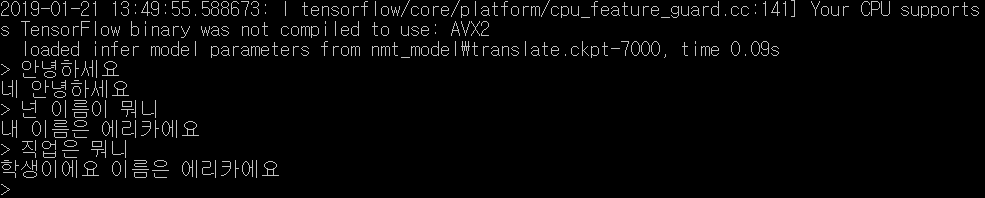 2019-01-21 13:49:55.588673: I tensorflow/core/platform/cpu_feature_guard.cc:141] Your CPU supports
s TensorFlow binary was not compiled to use: AVX2
  loaded infer model parameters from nmt_model₩translate.ckpt-7000, time 0.09s
> 안녕하세요
네 안녕하세요
> 넌 이름이 뭐니
내 이름은 에리카에요
> 직업은 뭐니
학생이에요 이름은 에리카에요
>